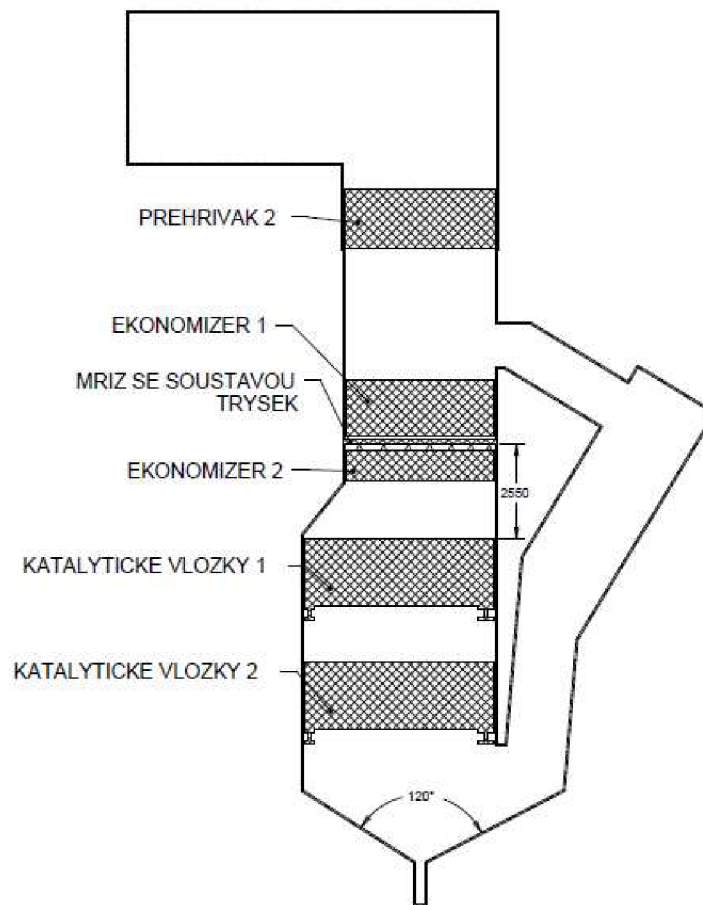 PREHRIVAK 2
EKONOMIZER 1
MRIZ SE SOUSTAVOU
TRYSEK
EKONOMIZER 2
2550
KATALYTICKE VLOZKY 1
KATALYTICKE VLOZKY 2
120°